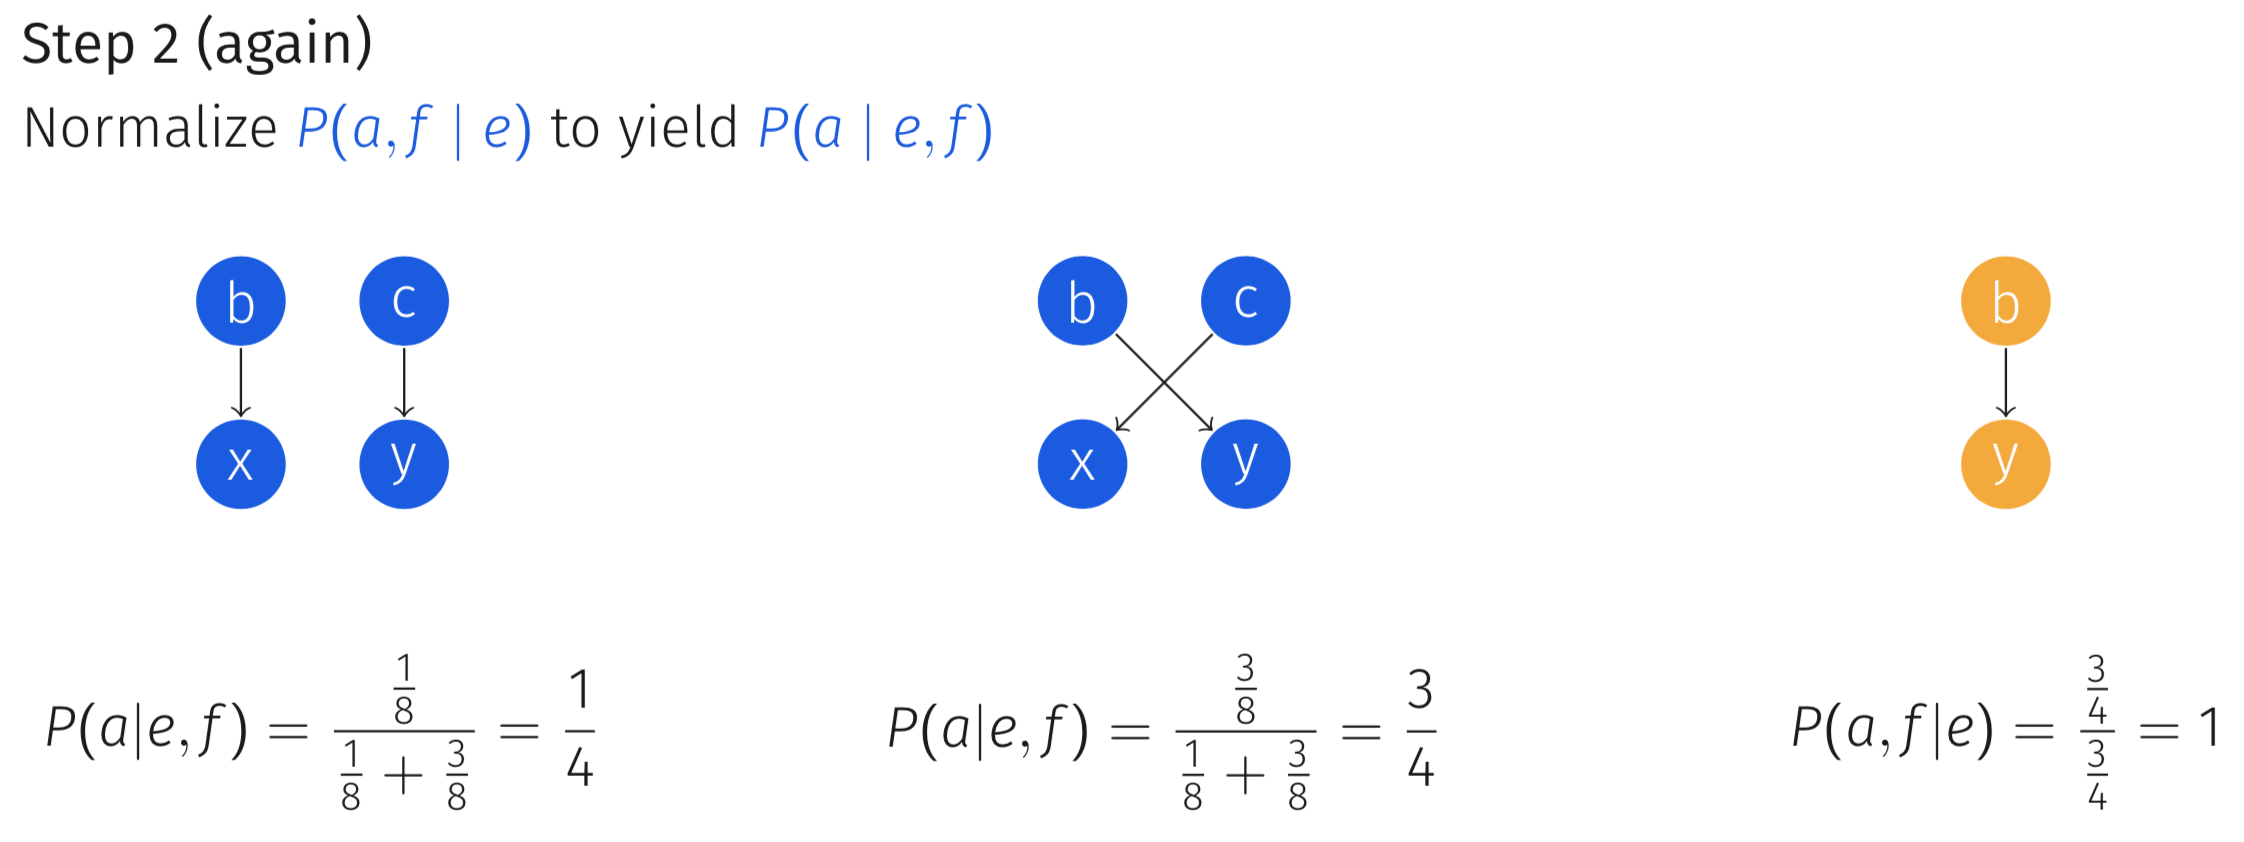 Step 2 (again)
Normalize P(a, f | e) to yield P(a | e, f)
b c b c b
x y x y y
P(a|e, f) = \frac{\frac{1}{8}}{\frac{1}{8} + \frac{3}{8}} = \frac{1}{4}
P(a|e, f) = \frac{\frac{3}{8}}{\frac{1}{8} + \frac{3}{8}} = \frac{3}{4}
P(a, f|e) = \frac{\frac{3}{4}}{\frac{3}{4}} = 1